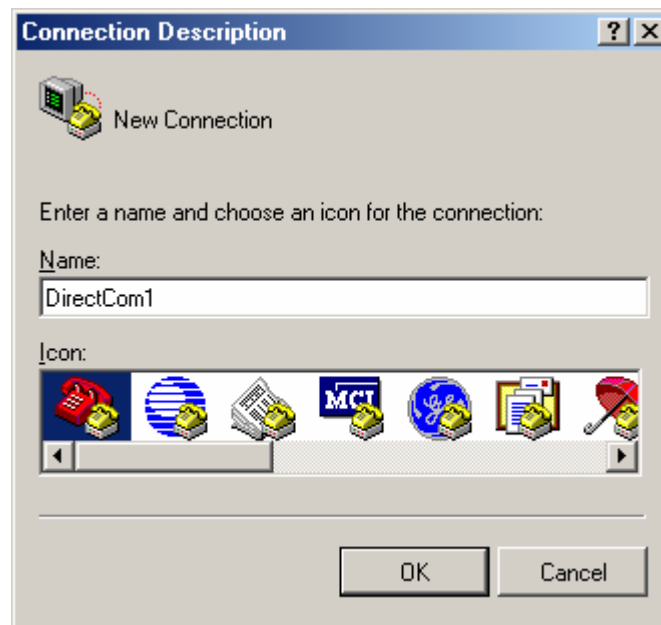 Connection Description
New Connection
Enter a name and choose an icon for the connection:
Name:
DirectCom1
Icon:
MCI
OK
Cancel